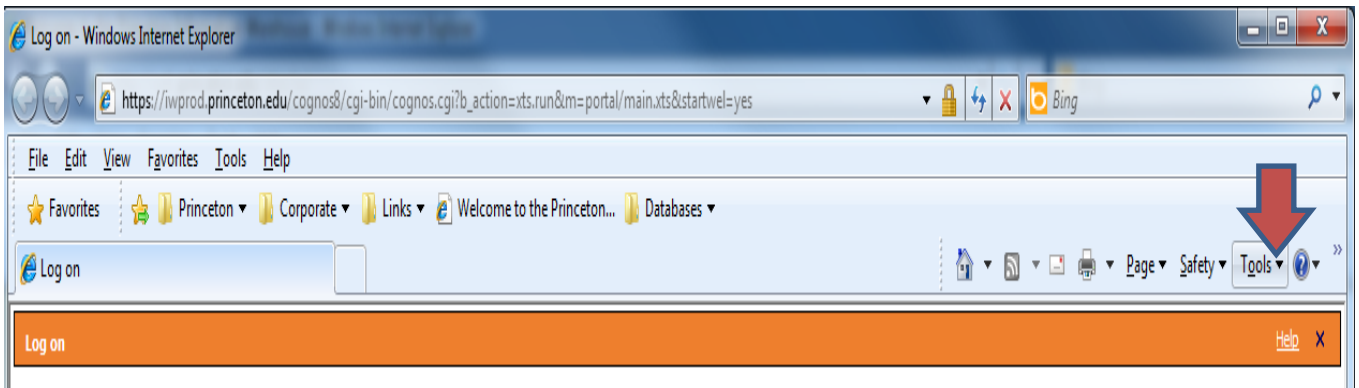 Log on - Windows Internet Explorer
https://iwprod.princeton.edu/cognos8/cgi-bin/cognos.cgi?b_action=xts.run&m=portal/main.xts&startwel=yes Bing
File Edit View Favorites Tools Help
Favorites Princeton Corporate Links Welcome to the Princeton... Databases
Log on Page Safety Tools
Log on Help X